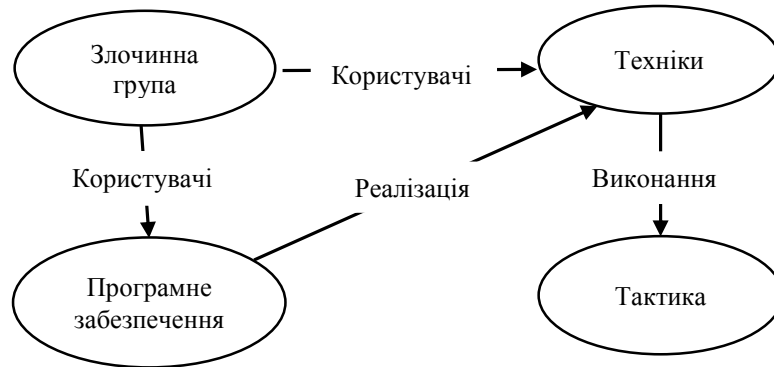 Злочинна
група
Користувачі
Техніки
Користувачі
Реалізація
Виконання
Програмне
забезпечення
Тактика